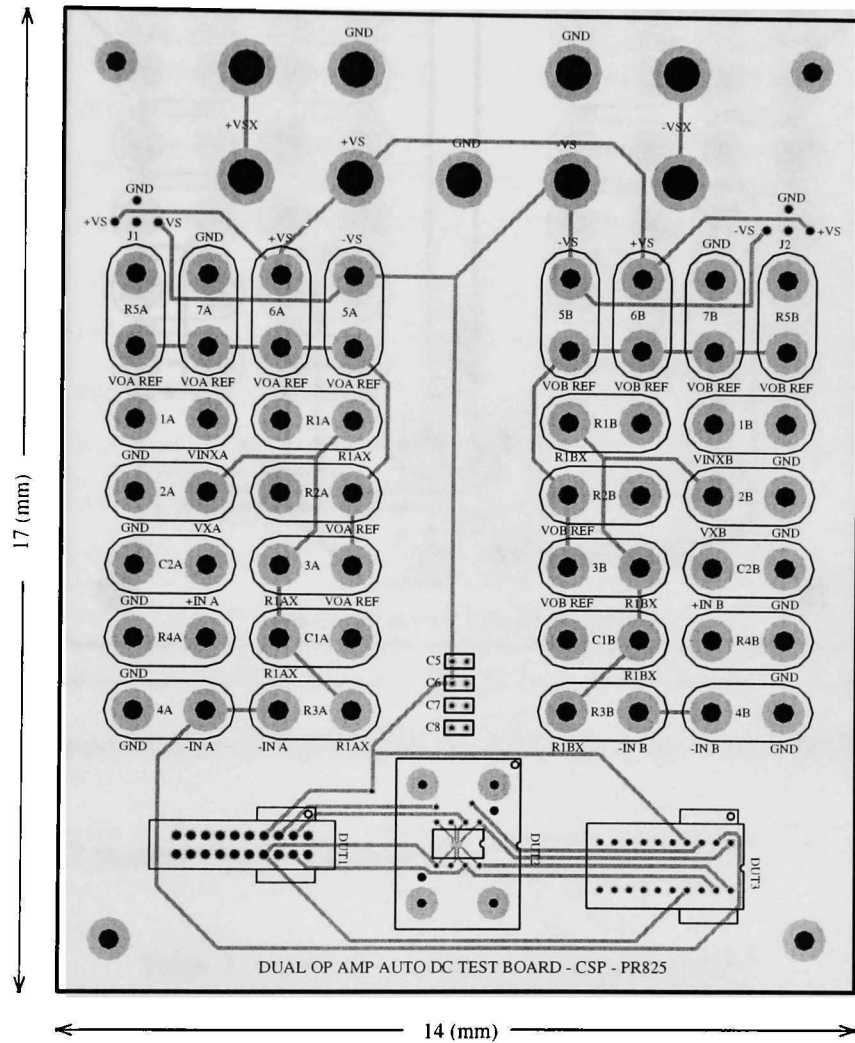 GND
GND
+VSX
+VS
GND
-VS
-VSX
GND
+VS
VS
J1
GND
+VS
-VS
-VS
+VS
GND
GND
-VS
+VS
J2
R5A
7A
6A
5A
5B
6B
7B
R5B
VOA REF
VOA REF
VOA REF
VOA REF
VOB REF
VOB REF
VOB REF
VOB REF
1A
R1A
R1B
1B
GND
VINXA
R1AX
R1BX
VINXB
GND
2A
R2A
R2B
2B
GND
VXA
VOA REF
VOB REF
VXB
GND
C2A
3A
3B
C2B
GND
+IN A
R1AX
VOA REF
VOB REF
R1BX
+IN B
GND
R4A
C1A
C1B
R4B
GND
R1AX
R1BX
GND
C5
C6
C7
C8
4A
R3A
R3B
4B
GND
-IN A
-IN A
R1AX
R1BX
-IN B
-IN B
GND
DUT1
DUT2
DUT3
DUAL OP AMP AUTO DC TEST BOARD - CSP - PR825
17 (mm)
14 (mm)